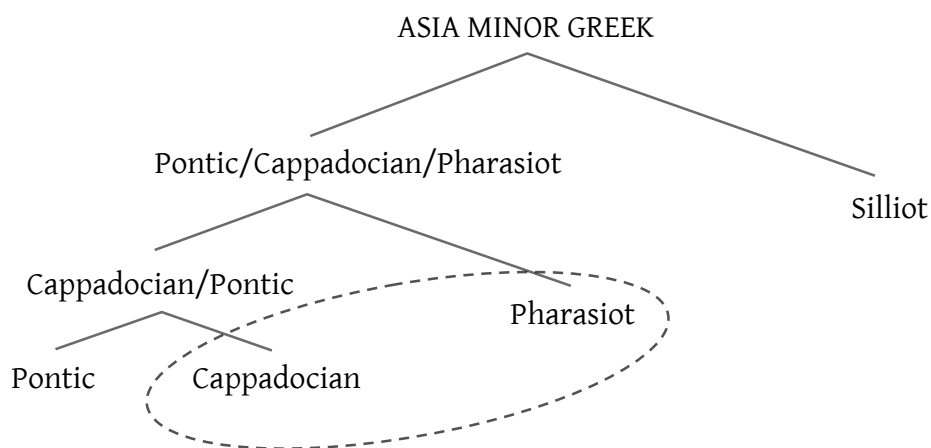 ASIA MINOR GREEK
Pontic/Cappadocian/Pharasiot
Silliot
Cappadocian/Pontic
Pharasiot
Pontic
Cappadocian